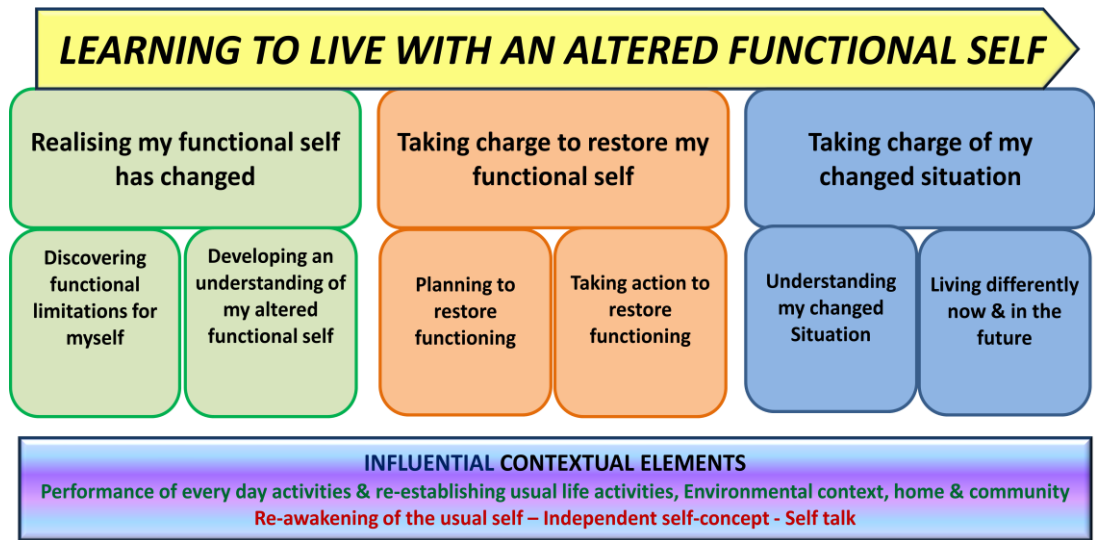 LEARNING TO LIVE WITH AN ALTERED FUNCTIONAL SELF
Realising my functional self
has changed
Taking charge to restore my
functional self
Taking charge of my
changed situation
Discovering
functional
limitations for
myself
Developing an
understanding of
my altered
functional self
Planning to
restore
functioning
Taking action to
restore
functioning
Understanding
my changed
Situation
Living differently
now & in the
future
INFLUENTIAL CONTEXTUAL ELEMENTS
Performance of every day activities & re-establishing usual life activities, Environmental context, home & community
Re-awakening of the usual self – Independent self-concept - Self talk